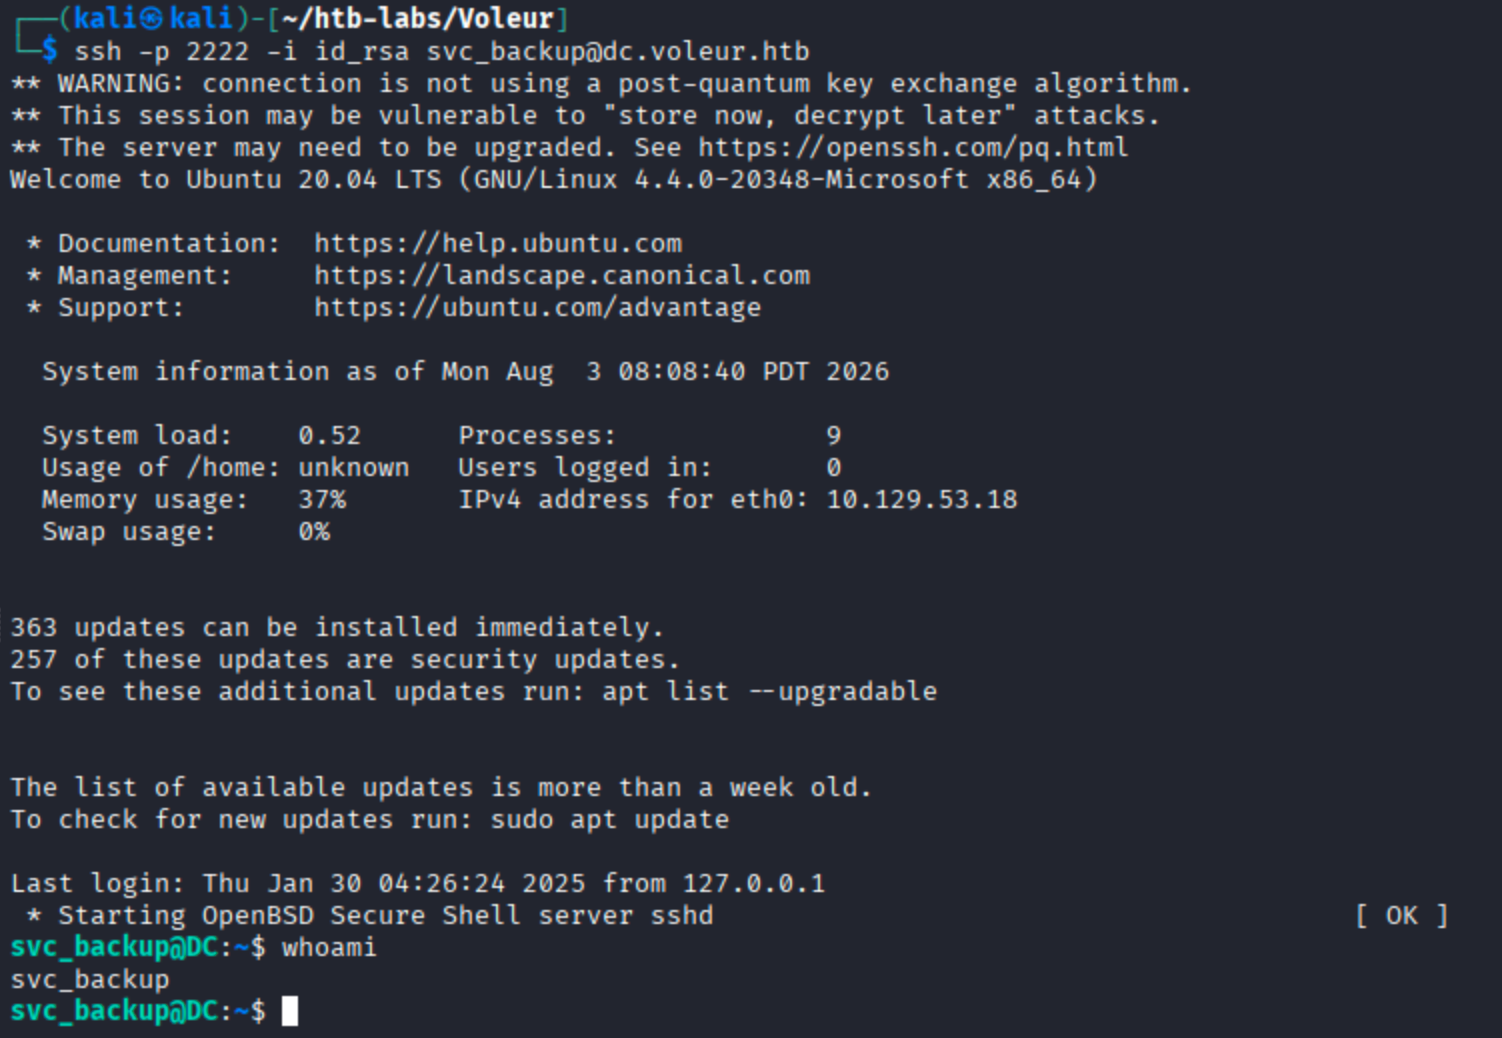 ┌──(kali㉿kali)-[~/htb-labs/Voleur]
└─$ ssh -p 2222 -i id_rsa svc_backup@dc.voleur.htb
** WARNING: connection is not using a post-quantum key exchange algorithm.
** This session may be vulnerable to "store now, decrypt later" attacks.
** The server may need to be upgraded. See https://openssh.com/pq.html
Welcome to Ubuntu 20.04 LTS (GNU/Linux 4.4.0-20348-Microsoft x86_64)

 * Documentation:  https://help.ubuntu.com
 * Management:     https://landscape.canonical.com
 * Support:        https://ubuntu.com/advantage

  System information as of Mon Aug  3 08:08:40 PDT 2026

  System load:    0.52      Processes:             9
  Usage of /home: unknown   Users logged in:       0
  Memory usage:   37%       IPv4 address for eth0: 10.129.53.18
  Swap usage:     0%


363 updates can be installed immediately.
257 of these updates are security updates.
To see these additional updates run: apt list --upgradable


The list of available updates is more than a week old.
To check for new updates run: sudo apt update

Last login: Thu Jan 30 04:26:24 2025 from 127.0.0.1
 * Starting OpenBSD Secure Shell server sshd                                        [ OK ]
svc_backup@DC:~$ whoami
svc_backup
svc_backup@DC:~$